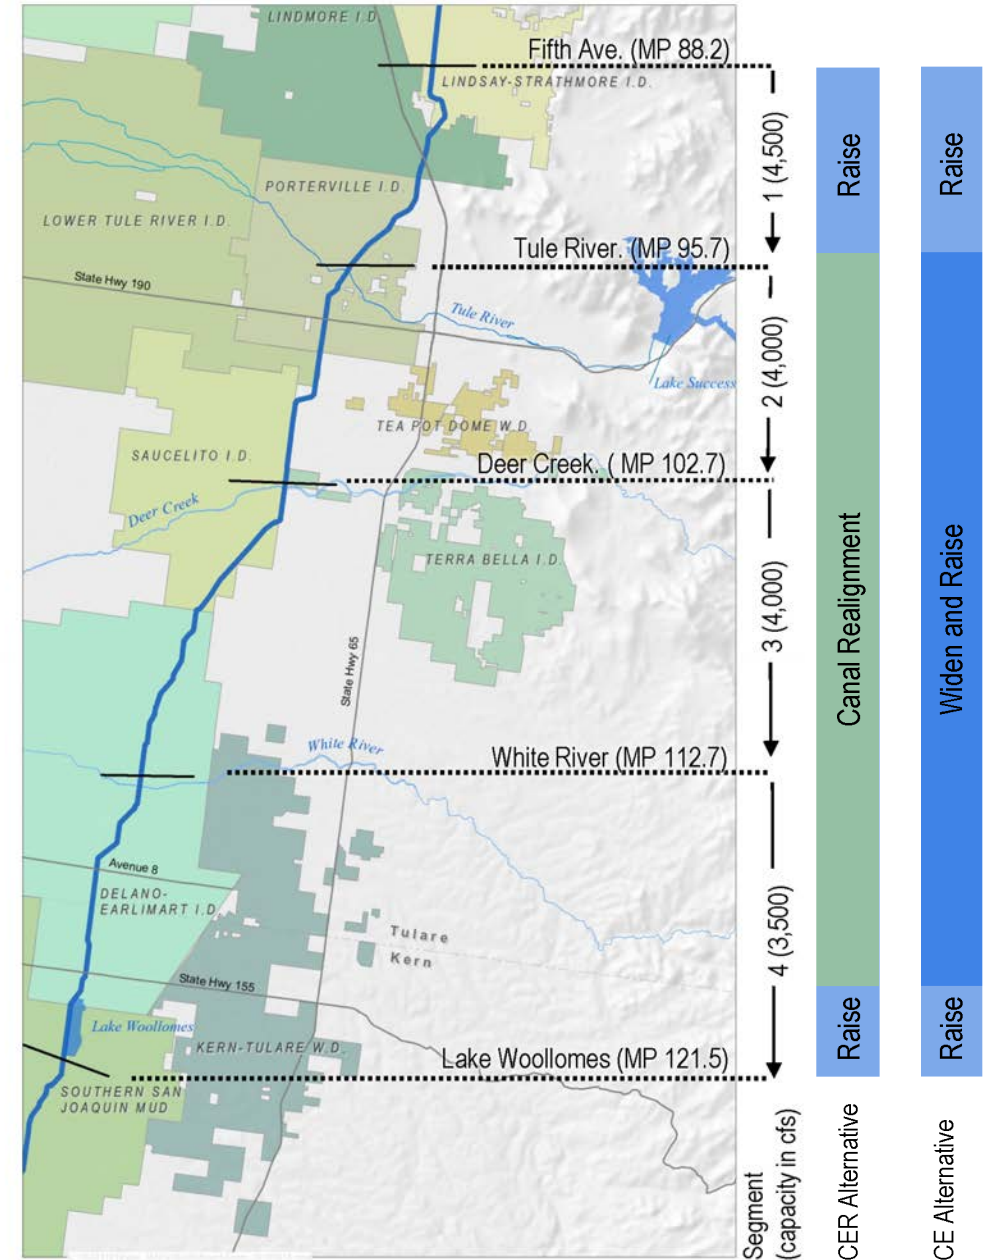 LINDMORE I.D.
Fifth Ave. (MP 88.2)
LINDSAY-STRATHMORE I.D.
1 (4,500)
Raise
Raise
PORTERVILLE I.D.
LOWER TULE RIVER I.D.
Tule River. (MP 95.7)
State Hwy 190
Tule River
Lake Success
2 (4,000)
TEA POT DOME W.D.
SAUCELITO I.D.
Deer Creek. ( MP 102.7)
Deer Creek
TERRA BELLA I.D.
3 (4,000)
Canal Realignment
Widen and Raise
State Hwy 65
White River
White River (MP 112.7)
Avenue 8
DELANO-
EARLIMART I.D.
Tulare
Kern
4 (3,500)
State Hwy 155
Lake Woollomes
KERN-TULARE W.D.
Raise
Raise
Lake Woollomes (MP 121.5)
SOUTHERN SAN
JOAQUIN MUD
Segment
(capacity in cfs)
CER Alternative
CE Alternative